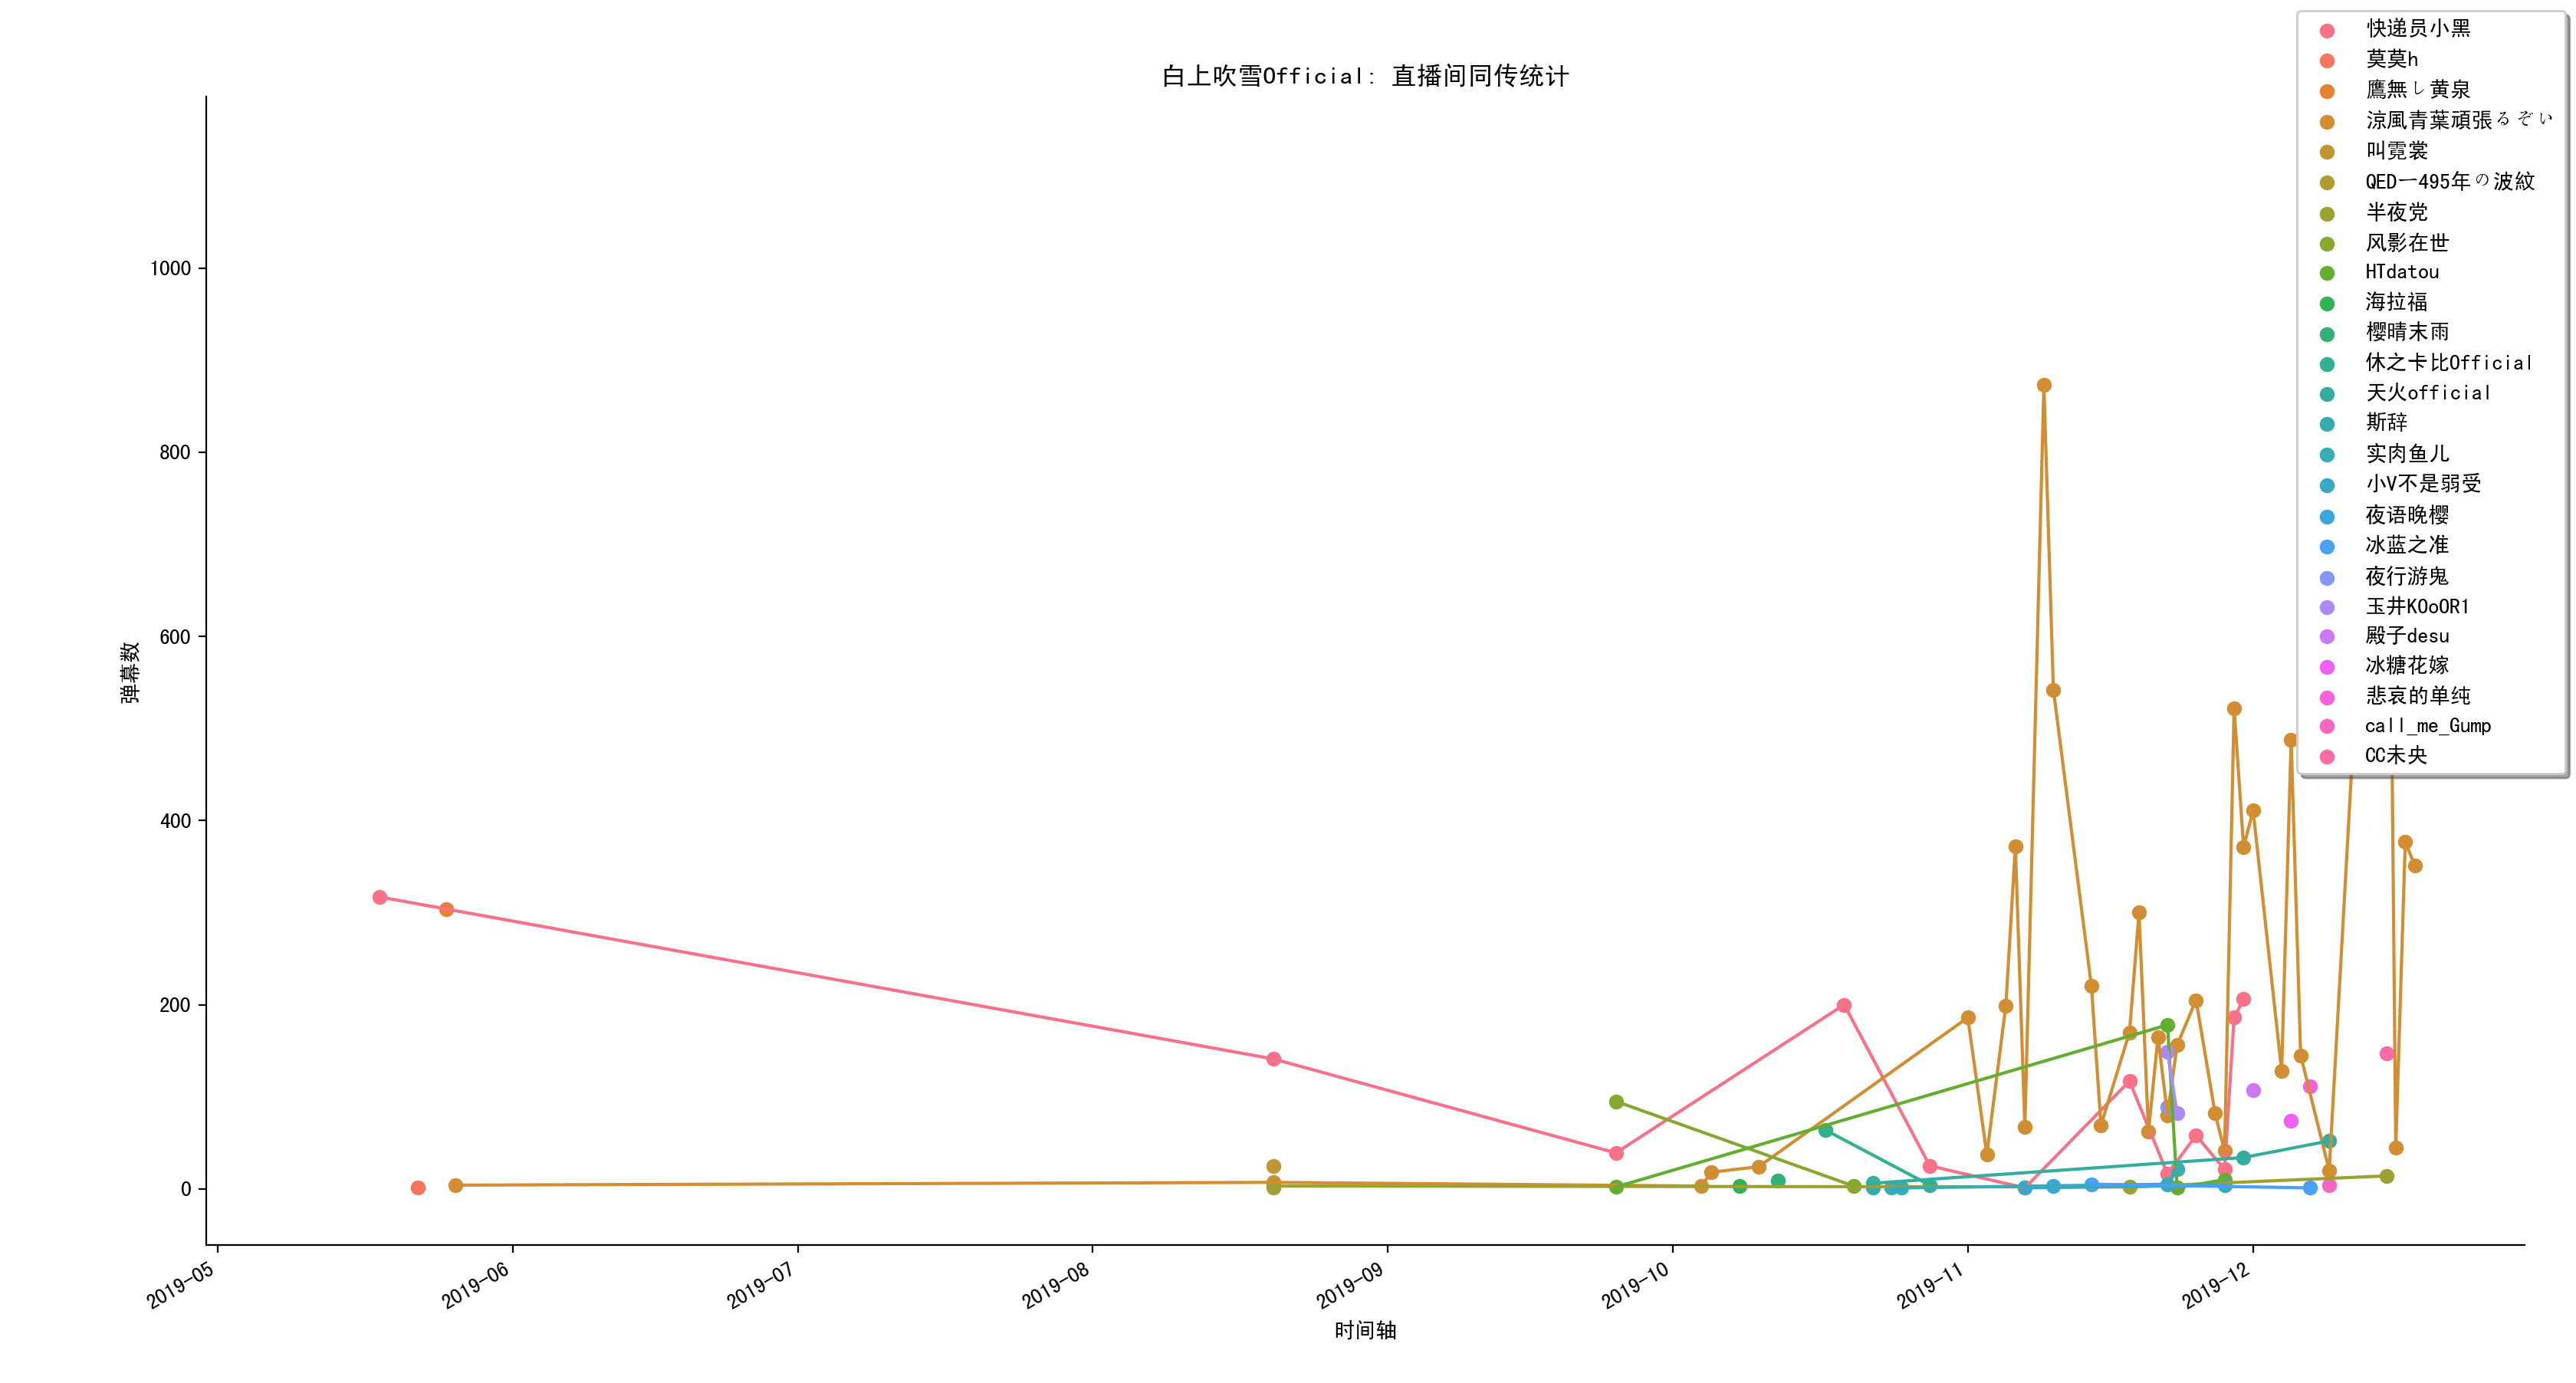 白上吹雪Official: 直播间同传统计
快递员小黑
莫莫h
鷹無し黄泉
涼風青葉頑張るぞい
叫霓裳
QED一495年の波紋
半夜党
风影在世
HTdatou
海拉福
樱晴末雨
休之卡比Official
天火official
斯辞
实肉鱼儿
小V不是弱受
夜语晚樱
冰蓝之准
夜行游鬼
玉井KOoOR1
殿子desu
冰糖花嫁
悲哀的单纯
call_me_Gump
CC未央
弹幕数
1000
800
600
400
200
0
2019-05
2019-06
2019-07
2019-08
2019-09
2019-10
2019-11
2019-12
时间轴